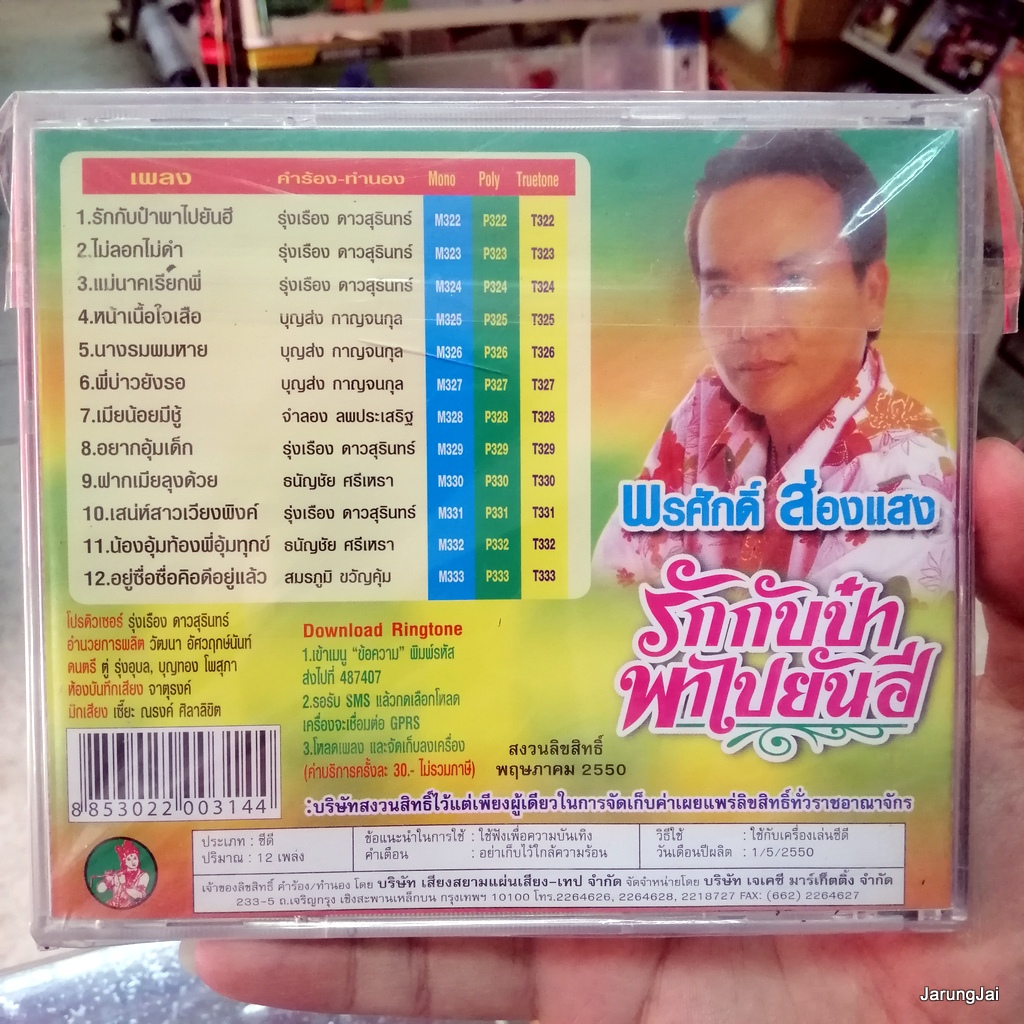 เพลง คำร้อง-ทำนอง Mono Poly Truetone
1.รักกับป๋าพาไปยันฮี รุ่งเรือง ดาวสุรินทร์ M322 P322 T322
2.ไม่ลอกไม่ดำ รุ่งเรือง ดาวสุรินทร์ M323 P323 T323
3.แม่นาคเรียกพี่ รุ่งเรือง ดาวสุรินทร์ M324 P324 T324
4.หน้าเนื้อใจเสือ บุญส่ง กาญจนกุล M325 P325 T325
5.นางรมพมหาย บุญส่ง กาญจนกุล M326 P326 T326
6.พี่บ่าวยังรอ บุญส่ง กาญจนกุล M327 P327 T327
7.เมียน้อยมีชู้ จำลอง ลพประเสริฐ M328 P328 T328
8.อยากอุ้มเด็ก รุ่งเรือง ดาวสุรินทร์ M329 P329 T329
9.ฝากเมียลุงด้วย ธนัญชัย ศรีเหรา M330 P330 T330
10.เสน่ห์สาวเวียงพิงค์ รุ่งเรือง ดาวสุรินทร์ M331 P331 T331
11.น้องอุ้มท้องพี่อุ้มทุกข์ ธนัญชัย ศรีเหรา M332 P332 T332
12.อยู่ซื่อซื่อคือดีอยู่แล้ว สมรภูมิ ขวัญคุ้ม M333 P333 T333
พรศักดิ์ ส่องแสง
รักกับป๋า
พาไปยันฮี
โปรดิวเซอร์ รุ่งเรือง ดาวสุรินทร์
อำนวยการผลิต วัฒนา อัศวฤกษ์นันท์
ดนตรี ตู่ รุ่งอุบล, บุญทอง โพสุภา
ห้องบันทึกเสียง จาตุรงค์
มิกเสียง เซี๊ยะ ณรงค์ ศิลาลิขิต
Download Ringtone
1.เข้าเมนู "ข้อความ" พิมพ์รหัส
ส่งไปที่ 487407
2.รอรับ SMS แล้วกดเลือกโหลด
เครื่องจะเชื่อมต่อ GPRS
3.โหลดเพลง และจัดเก็บลงเครื่อง
(ค่าบริการครั้งละ 30.- ไม่รวมภาษี)
สงวนลิขสิทธิ์
พฤษภาคม 2550
8 853022 003144
:บริษัทสงวนสิทธิ์ไว้แต่เพียงผู้เดียวในการจัดเก็บค่าเผยแพร่ลิขสิทธิ์ทั่วราชอาณาจักร
ประเภท : ซีดี ข้อแนะนำในการใช้ : ใช้ฟังเพื่อความบันเทิง วิธีใช้ : ใช้กับเครื่องเล่นซีดี
ปริมาณ : 12 เพลง คำเตือน : อย่าเก็บไว้ใกล้ความร้อน วันเดือนปีผลิต : 1/5/2550
เจ้าของลิขสิทธิ์ คำร้อง/ทำนอง โดย บริษัท เสียงสยามแผ่นเสียง-เทป จำกัด จัดจำหน่ายโดย บริษัท เจเคซี มาร์เก็ตติ้ง จำกัด
233-5 ถ.เจริญกรุง เชิงสะพานเหล็กบน กรุงเทพฯ 10100 โทร.2264626, 2264628, 2218727 FAX: (662) 2264627
JarungJai